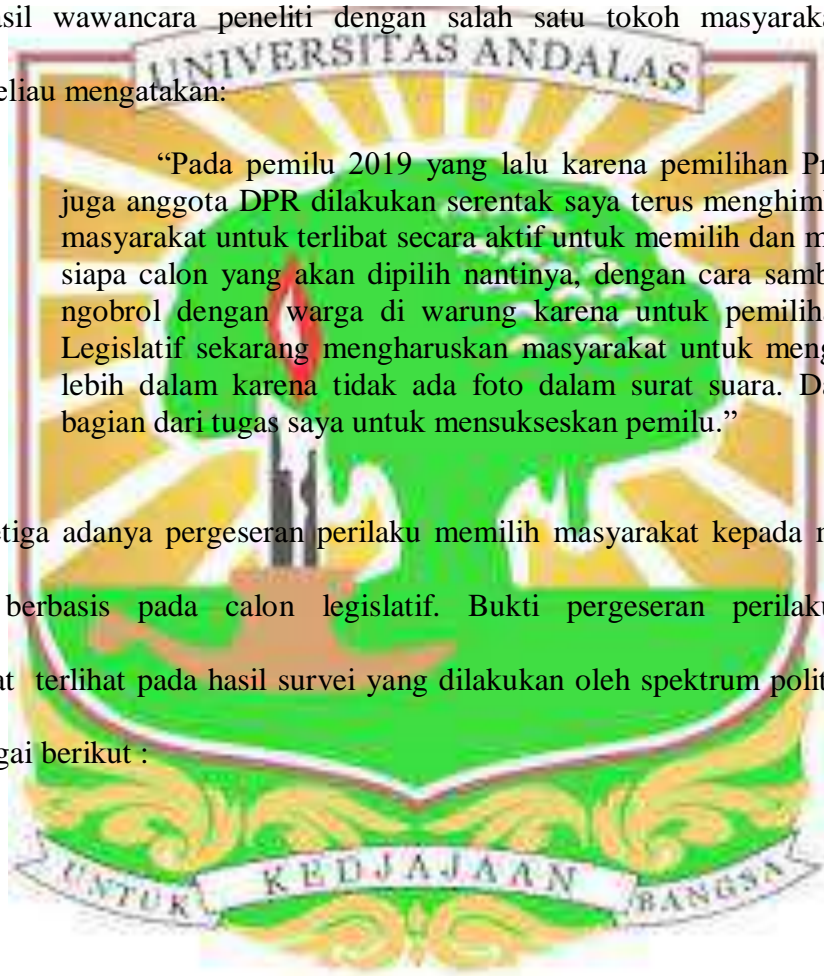 asil wawancara peneliti dengan salah satu tokoh masyaraka
UNIVERSITAS ANDALAS
eliau mengatakan:
“Pada pemilu 2019 yang lalu karena pemilihan Pr
juga anggota DPR dilakukan serentak saya terus menghiml
masyarakat untuk terlibat secara aktif untuk memilih dan m
siapa calon yang akan dipilih nantinya, dengan cara samb
ngobrol dengan warga di warung karena untuk pemiliha
Legislatif sekarang mengharuskan masyarakat untuk meng
lebih dalam karena tidak ada foto dalam surat suara. Da
bagian dari tugas saya untuk mensukseskan pemilu.”
etiga adanya pergeseran perilaku memilih masyarakat kepada
berbasis pada calon legislatif. Bukti pergeseran perilaku
at terlihat pada hasil survei yang dilakukan oleh spektrum polit
gai berikut :
UNTUK KEDJAJAAN BANGSA